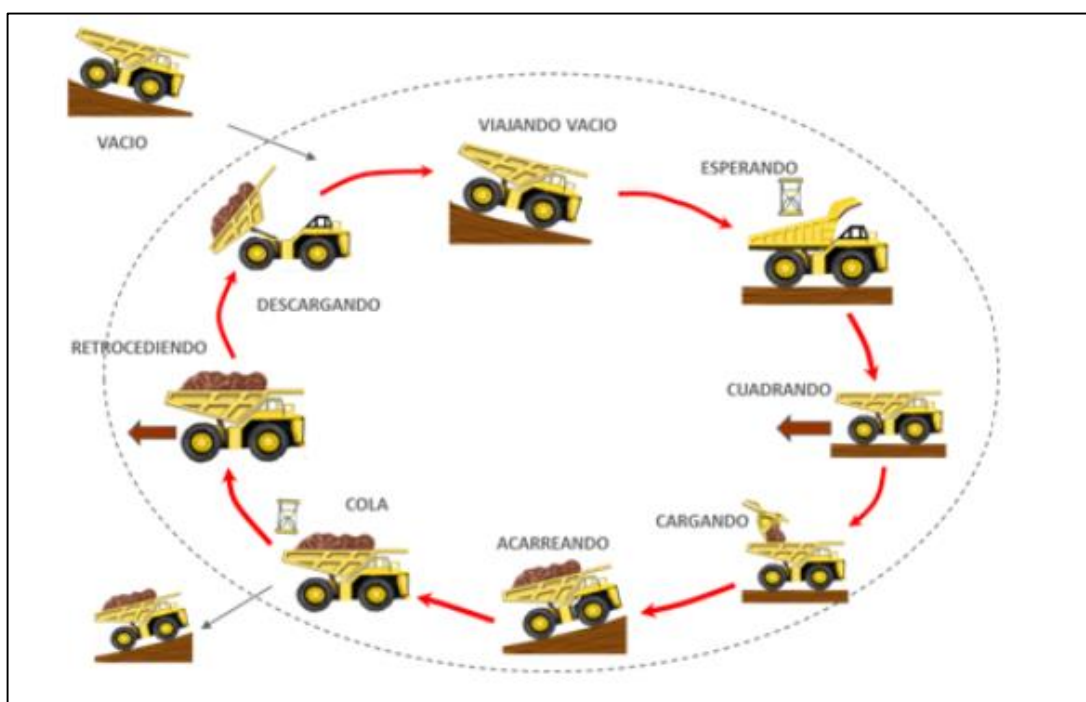 VACIO
VIAJANDO VACIO
ESPERANDO
DESCARGANDO
RETROCEDIENDO
CUADRANDO
COLA
CARGANDO
ACARREANDO